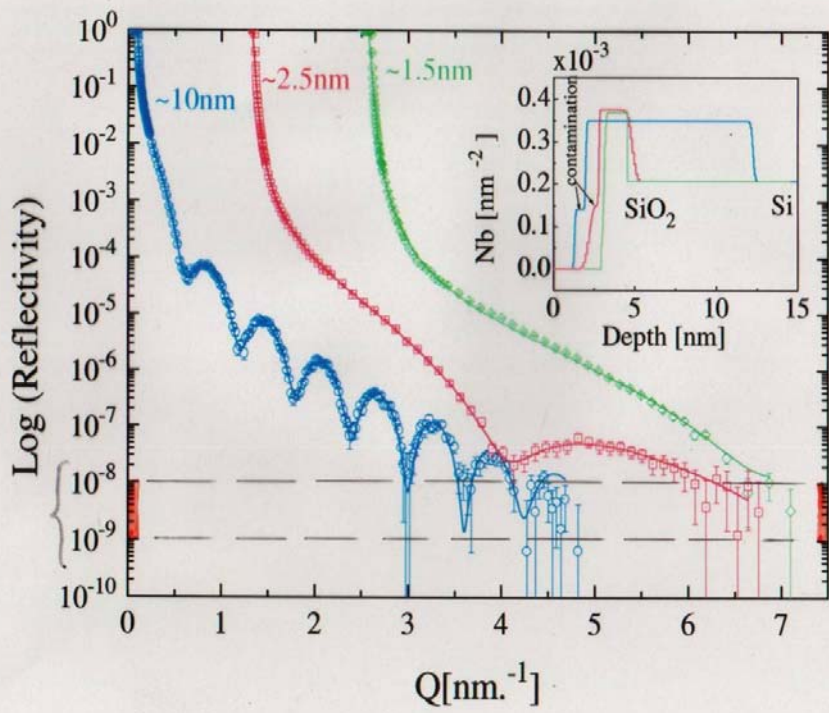 10^0
10^-1
10^-2
10^-3
10^-4
10^-5
10^-6
10^-7
10^-8
10^-9
10^-10
Log (Reflectivity)
~10nm
~2.5nm
~1.5nm
x10^-3
0.4
0.3
0.2
0.1
0.0
Nb [nm^-2]
contamination
SiO₂
Si
0 5 10 15
Depth [nm]
0 1 2 3 4 5 6 7
Q[nm.^-1]